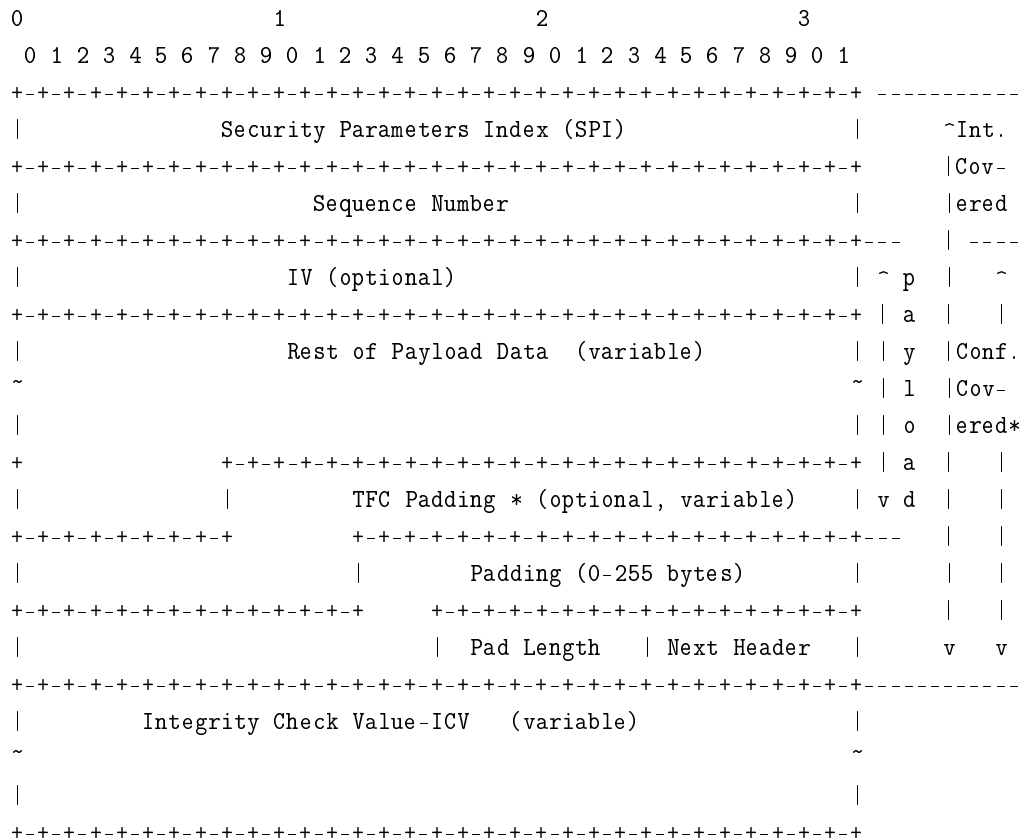 0                   1                   2                   3
 0 1 2 3 4 5 6 7 8 9 0 1 2 3 4 5 6 7 8 9 0 1 2 3 4 5 6 7 8 9 0 1
+-+-+-+-+-+-+-+-+-+-+-+-+-+-+-+-+-+-+-+-+-+-+-+-+-+-+-+-+-+-+-+-+ -----------
|               Security Parameters Index (SPI)                 |      ^Int.
+-+-+-+-+-+-+-+-+-+-+-+-+-+-+-+-+-+-+-+-+-+-+-+-+-+-+-+-+-+-+-+-+      |Cov-
|                      Sequence Number                          |      |ered
+-+-+-+-+-+-+-+-+-+-+-+-+-+-+-+-+-+-+-+-+-+-+-+-+-+-+-+-+-+-+-+-+---   | ----
|                    IV (optional)                              | ^ p  |   ^
+-+-+-+-+-+-+-+-+-+-+-+-+-+-+-+-+-+-+-+-+-+-+-+-+-+-+-+-+-+-+-+-+ | a  |   |
|                    Rest of Payload Data  (variable)           | | y  |Conf.
~                                                               ~ | l  |Cov-
|                                                               | | o  |ered*
+               +-+-+-+-+-+-+-+-+-+-+-+-+-+-+-+-+-+-+-+-+-+-+-+-+ | a  |   |
|               |         TFC Padding * (optional, variable)    | v d  |   |
+-+-+-+-+-+-+-+-+         +-+-+-+-+-+-+-+-+-+-+-+-+-+-+-+-+-+-+-+---   |   |
|                         |        Padding (0-255 bytes)        |      |   |
+-+-+-+-+-+-+-+-+-+-+-+-+-+     +-+-+-+-+-+-+-+-+-+-+-+-+-+-+-+-+      |   |
|                               |  Pad Length   | Next Header   |      v   v
+-+-+-+-+-+-+-+-+-+-+-+-+-+-+-+-+-+-+-+-+-+-+-+-+-+-+-+-+-+-+-+-+------------
|         Integrity Check Value-ICV   (variable)                |
~                                                               ~
|                                                               |
+-+-+-+-+-+-+-+-+-+-+-+-+-+-+-+-+-+-+-+-+-+-+-+-+-+-+-+-+-+-+-+-+